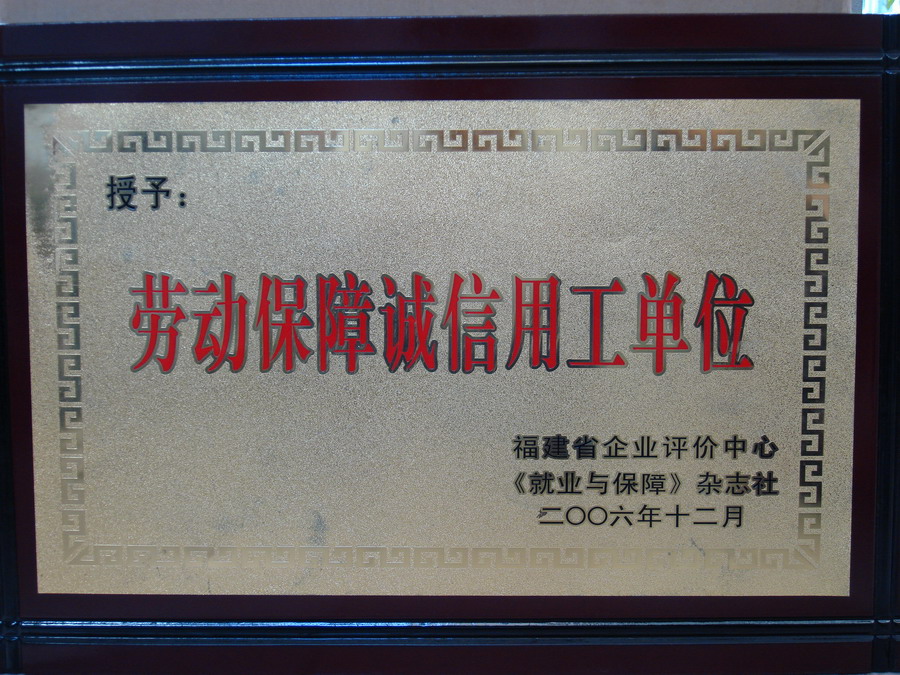 授予：
劳动保障诚信用工单位
福建省企业评价中心
《就业与保障》杂志社
二〇〇六年十二月